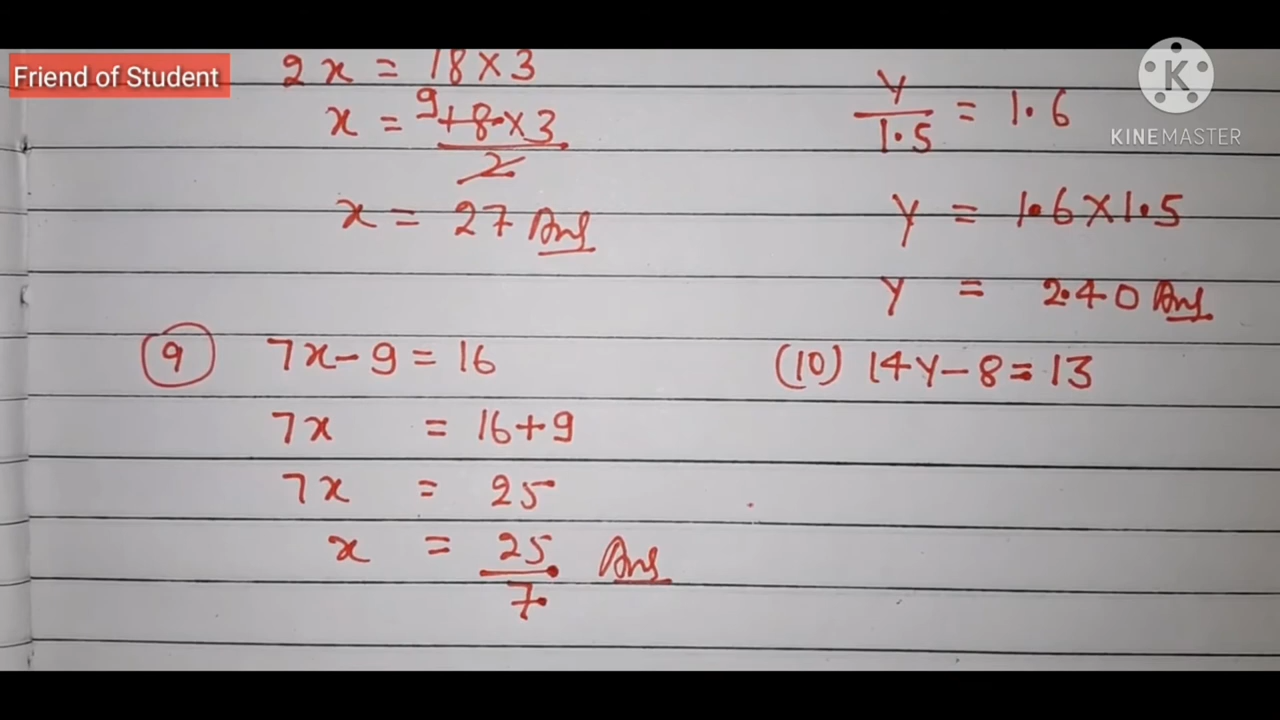 Friend of Student
2x = 18×3
x = 9 18×3
2
x = 27 Ans
y
1.5 = 1.6
y = 1.6×1.5
y = 2.40 Ans
KINEMASTER
9 7x-9=16
7x = 16+9
7x = 25
x = 25 Ans
7
(10) 14y-8=13